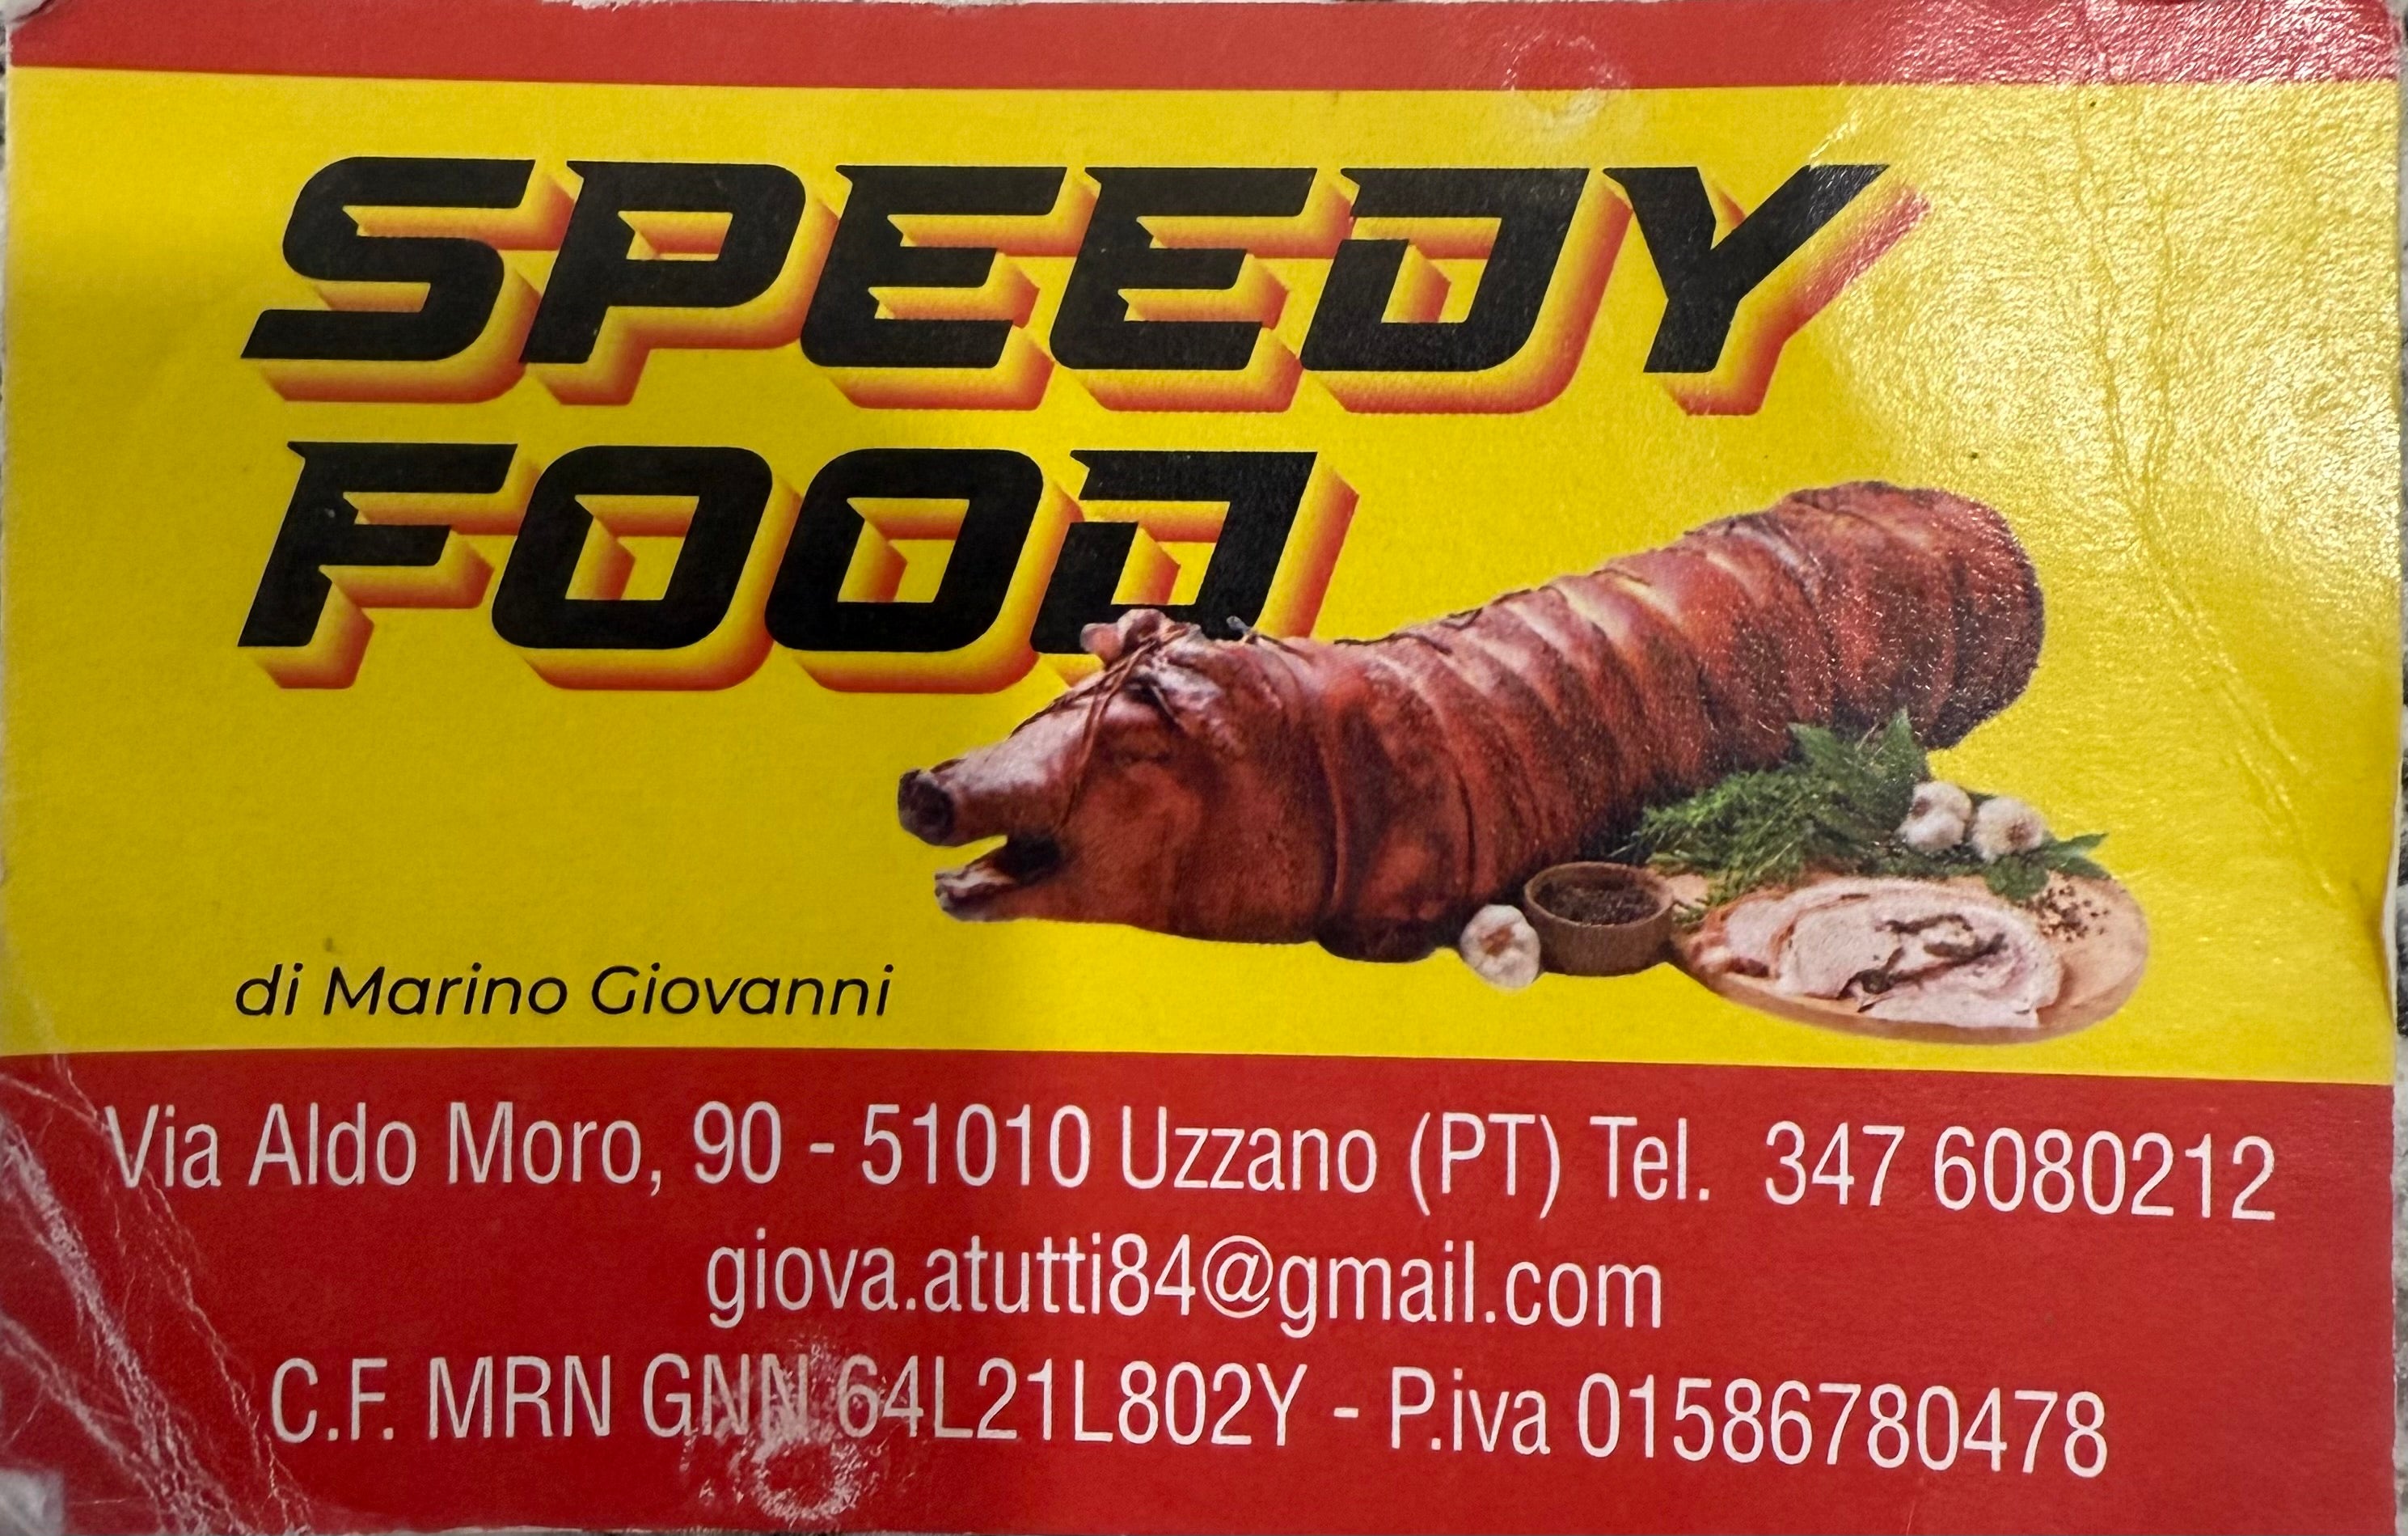 SPEEDY
FOOD
di Marino Giovanni
Via Aldo Moro, 90 - 51010 Uzzano (PT) Tel. 347 6080212
giova.atutti84@gmail.com
C.F. MRN GNN 64L21L802Y - P.iva 01586780478